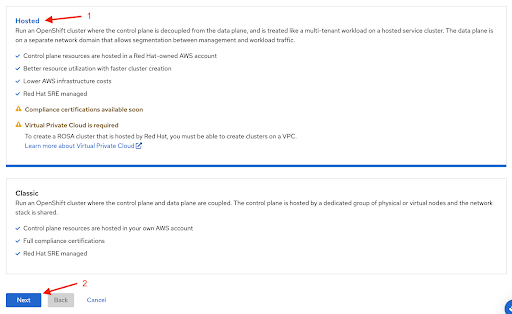 Hosted
1
Run an OpenShift cluster where the control plane is decoupled from the data plane, and is treated like a multi-tenant workload on a hosted service cluster. The data plane is
on a separate network domain that allows segmentation between management and workload traffic.
Control plane resources are hosted in a Red Hat-owned AWS account
Better resource utilization with faster cluster creation
Lower AWS infrastructure costs
Red Hat SRE managed
Compliance certifications available soon
Virtual Private Cloud is required
To create a ROSA cluster that is hosted by Red Hat, you must be able to create clusters on a VPC.
Learn more about Virtual Private Cloud
Classic
Run an OpenShift cluster where the control plane and data plane are coupled. The control plane is hosted by a dedicated group of physical or virtual nodes and the network
stack is shared.
Control plane resources are hosted in your own AWS account
Full compliance certifications
Red Hat SRE managed
2
Next Back Cancel